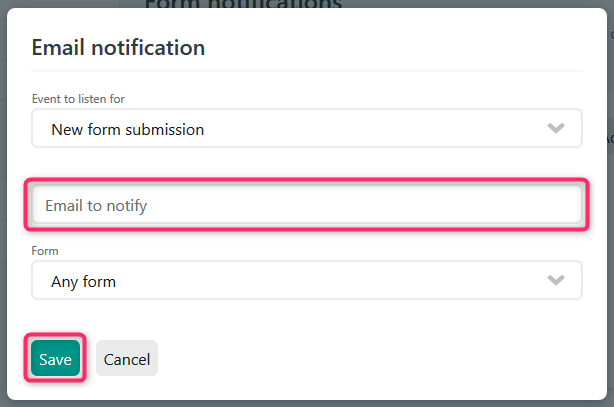 Form notifications
Email notification
Event to listen for
New form submission
Email to notify
Form
Any form
Save
Cancel